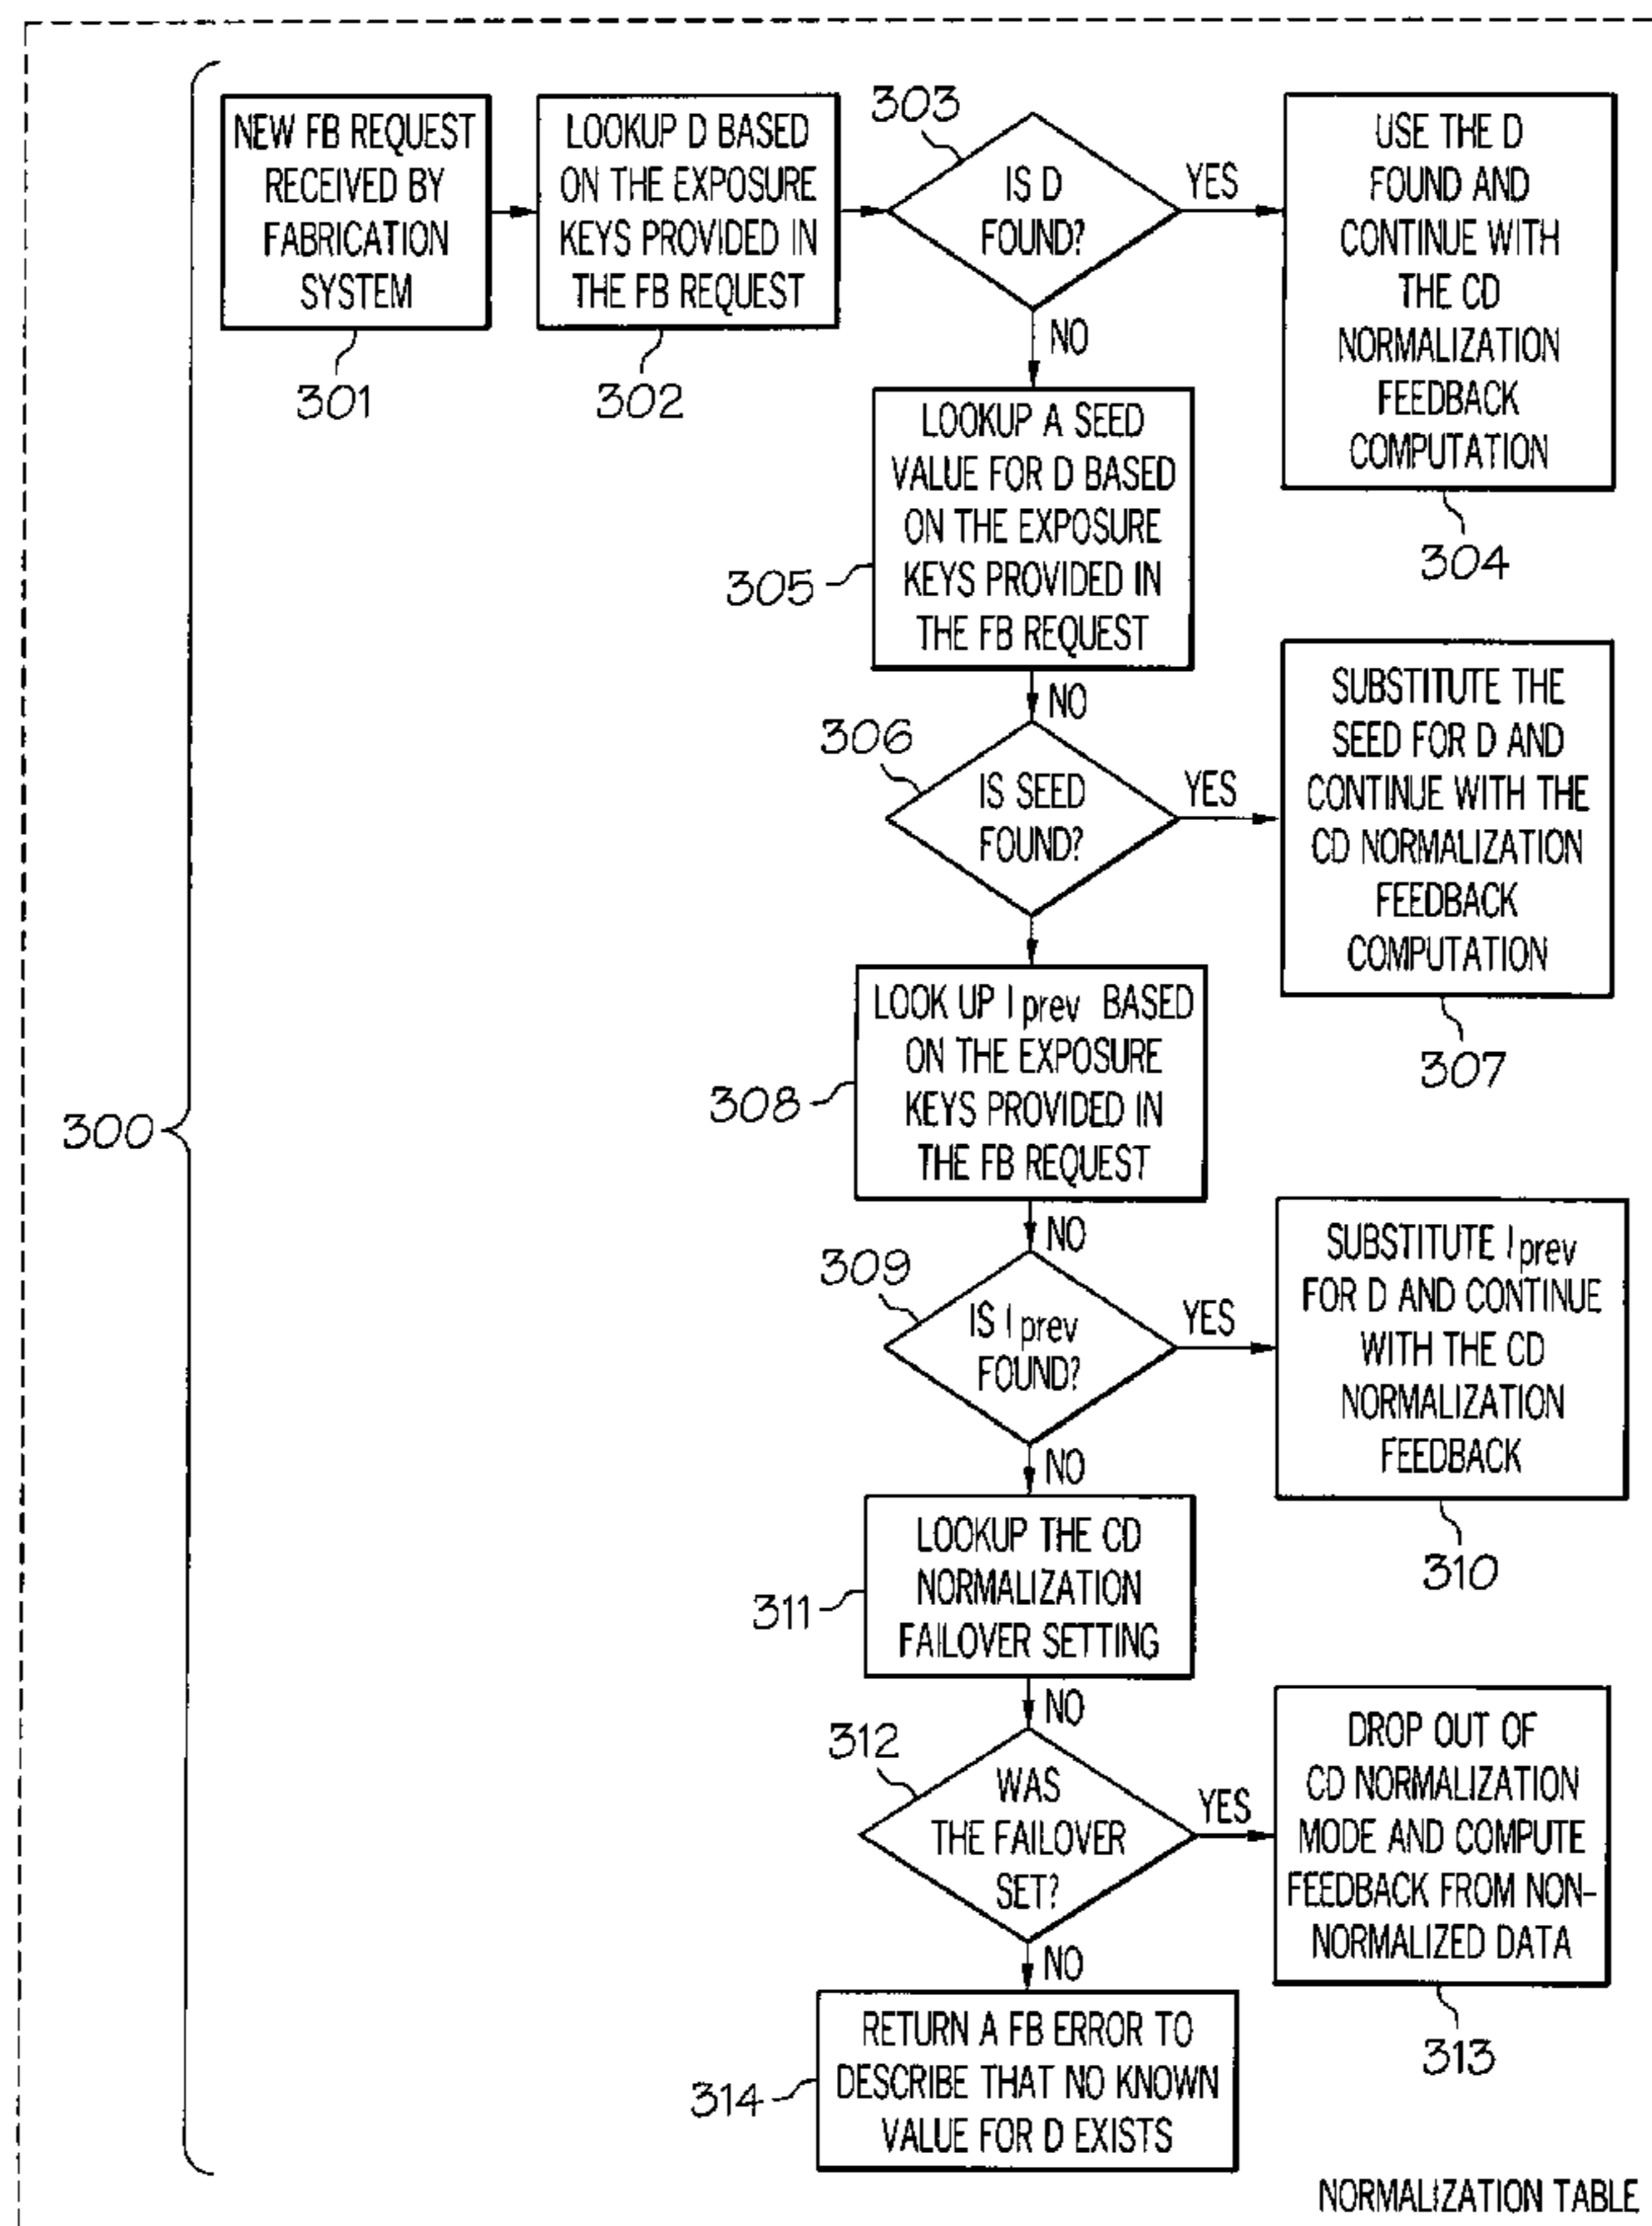 300
NEW FB REQUEST
RECEIVED BY
FABRICATION
SYSTEM
301
LOOKUP D BASED
ON THE EXPOSURE
KEYS PROVIDED IN
THE FB REQUEST
302
303
IS D
FOUND?
YES
NO
USE THE D
FOUND AND
CONTINUE WITH
THE CD
NORMALIZATION
FEEDBACK
COMPUTATION
304
LOOKUP A SEED
VALUE FOR D BASED
ON THE EXPOSURE
KEYS PROVIDED IN
THE FB REQUEST
305
NO
306
IS SEED
FOUND?
YES
SUBSTITUTE THE
SEED FOR D AND
CONTINUE WITH THE
CD NORMALIZATION
FEEDBACK
COMPUTATION
307
LOOK UP I prev BASED
ON THE EXPOSURE
KEYS PROVIDED IN
THE FB REQUEST
308
NO
309
IS I prev
FOUND?
YES
NO
SUBSTITUTE I prev
FOR D AND CONTINUE
WITH THE CD
NORMALIZATION
FEEDBACK
310
LOOKUP THE CD
NORMALIZATION
FAILOVER SETTING
311
NO
312
WAS
THE FAILOVER
SET?
YES
NO
DROP OUT OF
CD NORMALIZATION
MODE AND COMPUTE
FEEDBACK FROM NON-
NORMALIZED DATA
313
RETURN A FB ERROR TO
DESCRIBE THAT NO KNOWN
VALUE FOR D EXISTS
314
NORMALIZATION TABLE